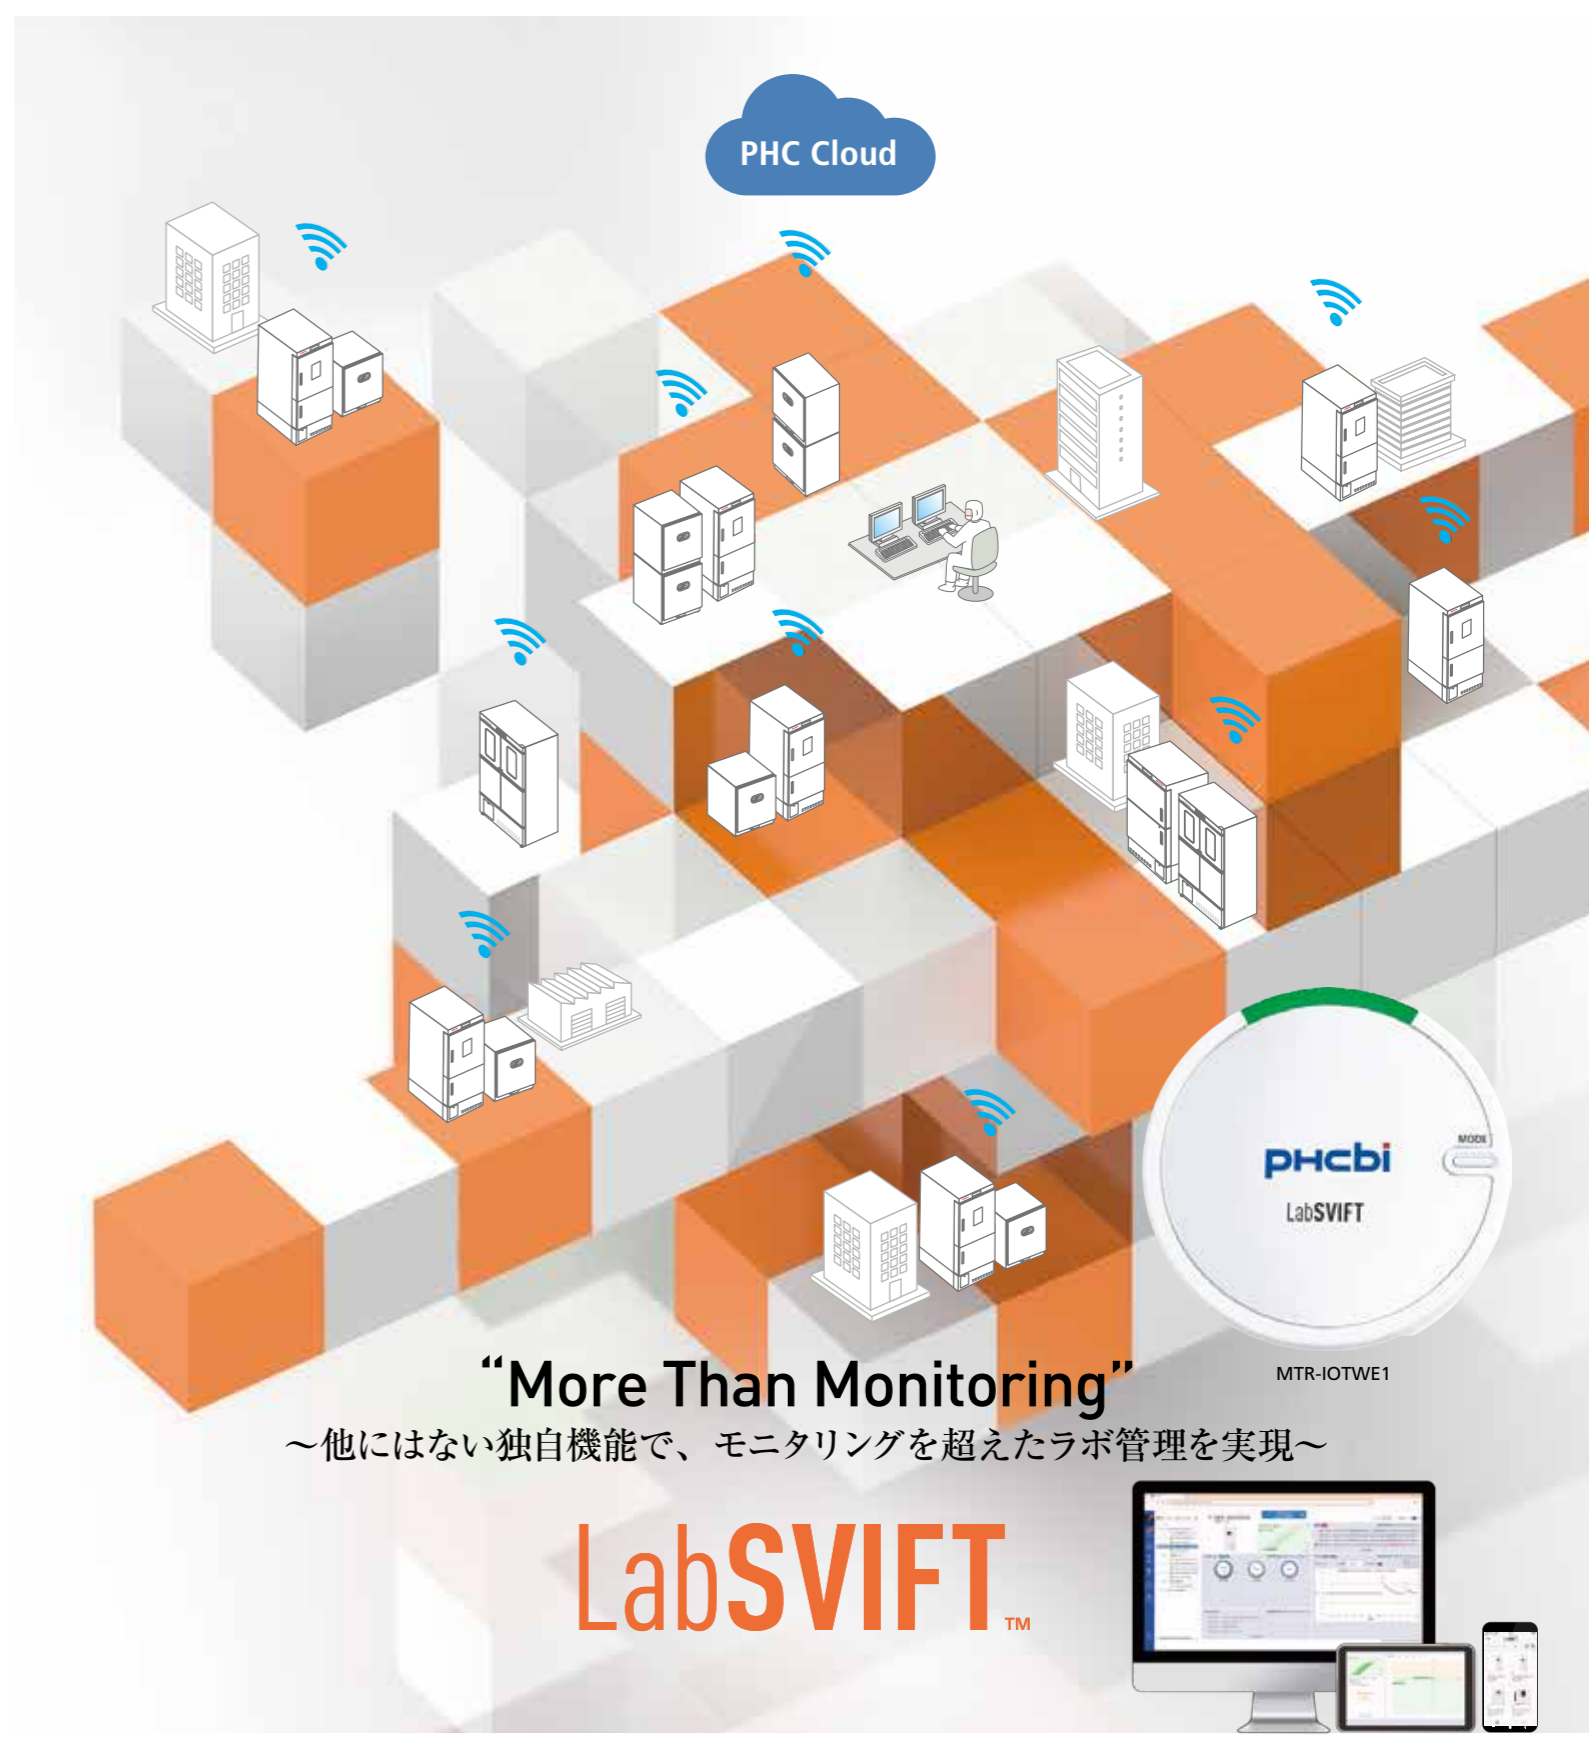 PHC Cloud
MODE
PHCbi
LabSVIFT
MTR-IOTWE1
“More Than Monitoring”
～他にはない独自機能で、モニタリングを超えたラボ管理を実現～
LabSVIFT™